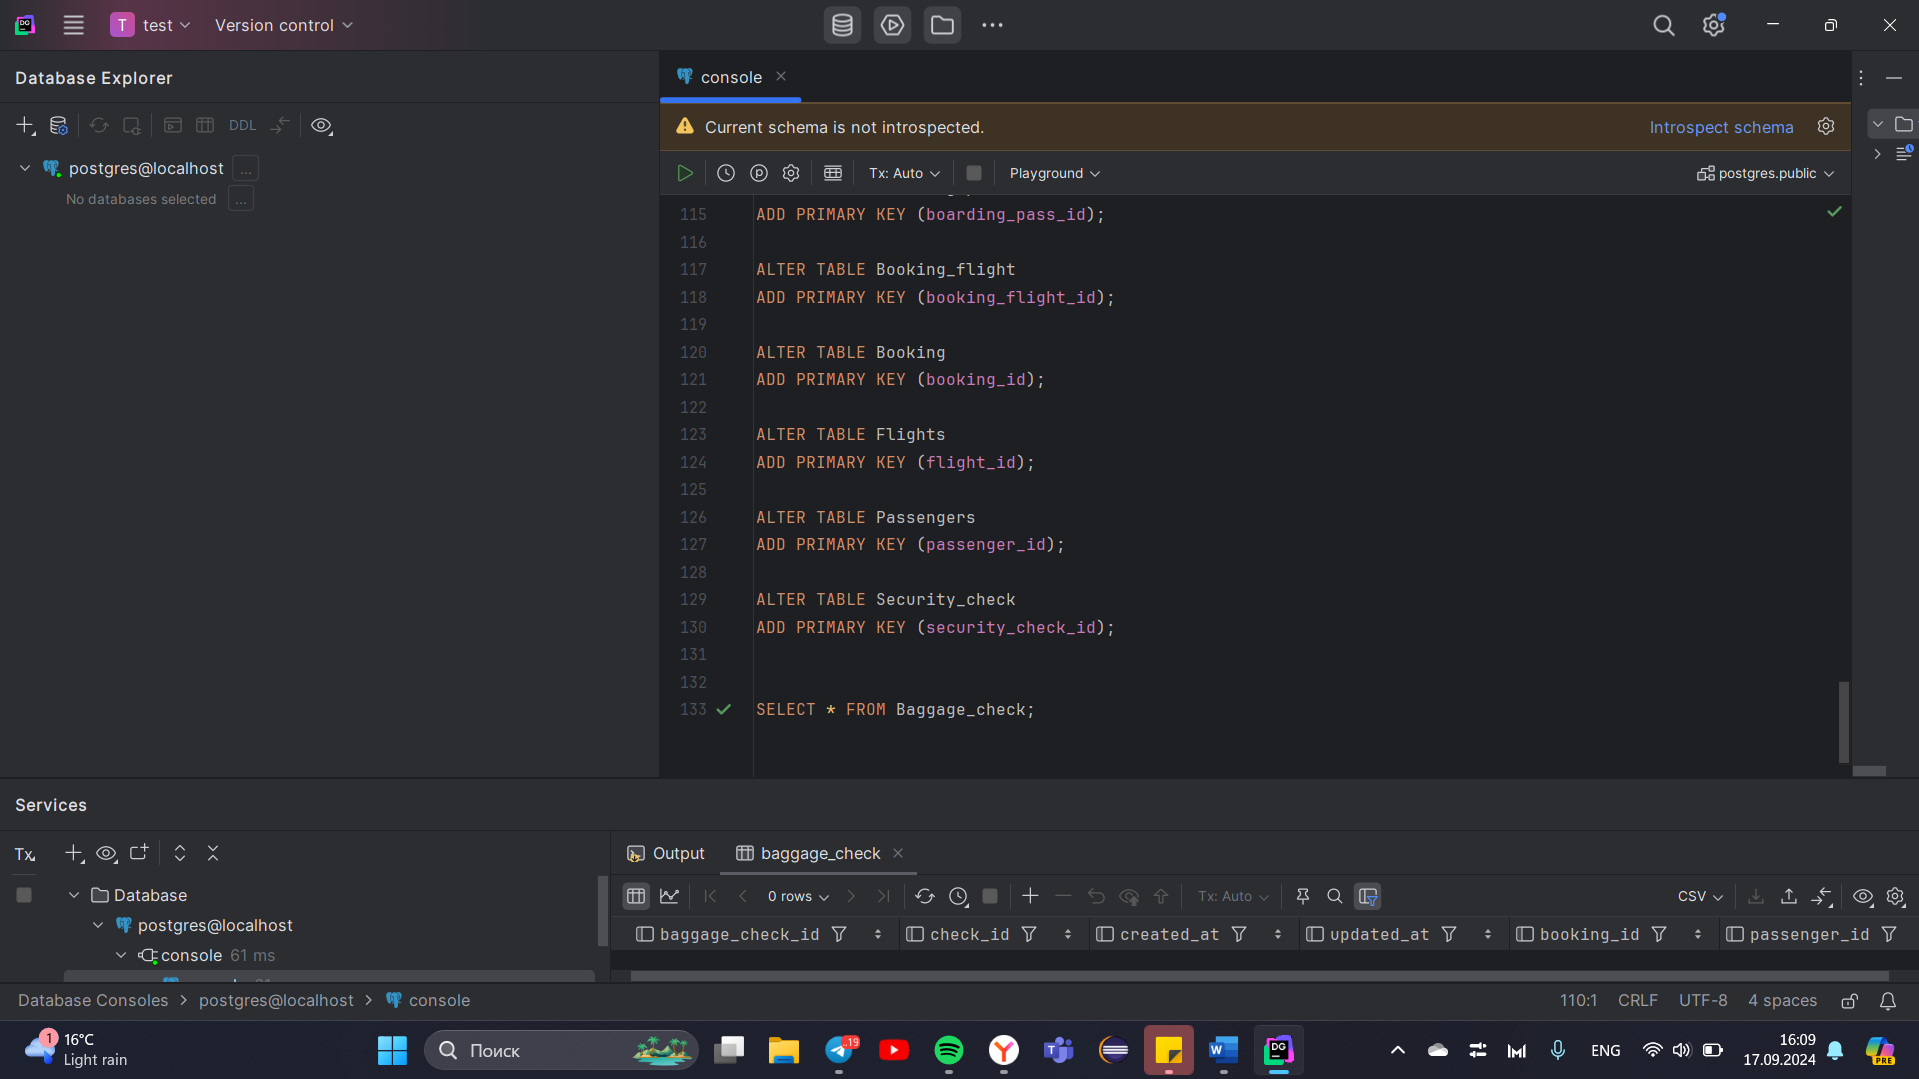 T test Version control
Database Explorer
console
Current schema is not introspected. Introspect schema
DDL
Tx: Auto Playground postgres.public
postgres@localhost ...
No databases selected ...
115 ADD PRIMARY KEY (boarding_pass_id);
116
117 ALTER TABLE Booking_flight
118 ADD PRIMARY KEY (booking_flight_id);
119
120 ALTER TABLE Booking
121 ADD PRIMARY KEY (booking_id);
122
123 ALTER TABLE Flights
124 ADD PRIMARY KEY (flight_id);
125
126 ALTER TABLE Passengers
127 ADD PRIMARY KEY (passenger_id);
128
129 ALTER TABLE Security_check
130 ADD PRIMARY KEY (security_check_id);
131
132
133 SELECT * FROM Baggage_check;
Services
Tx
Output baggage_check
Database
0 rows Tx: Auto CSV
postgres@localhost
baggage_check_id check_id created_at updated_at booking_id passenger_id
console 61 ms
Database Consoles > postgres@localhost > console 110:1 CRLF UTF-8 4 spaces
1 16°C
Light rain
Поиск
..19
ENG
16:09
17.09.2024
PRE